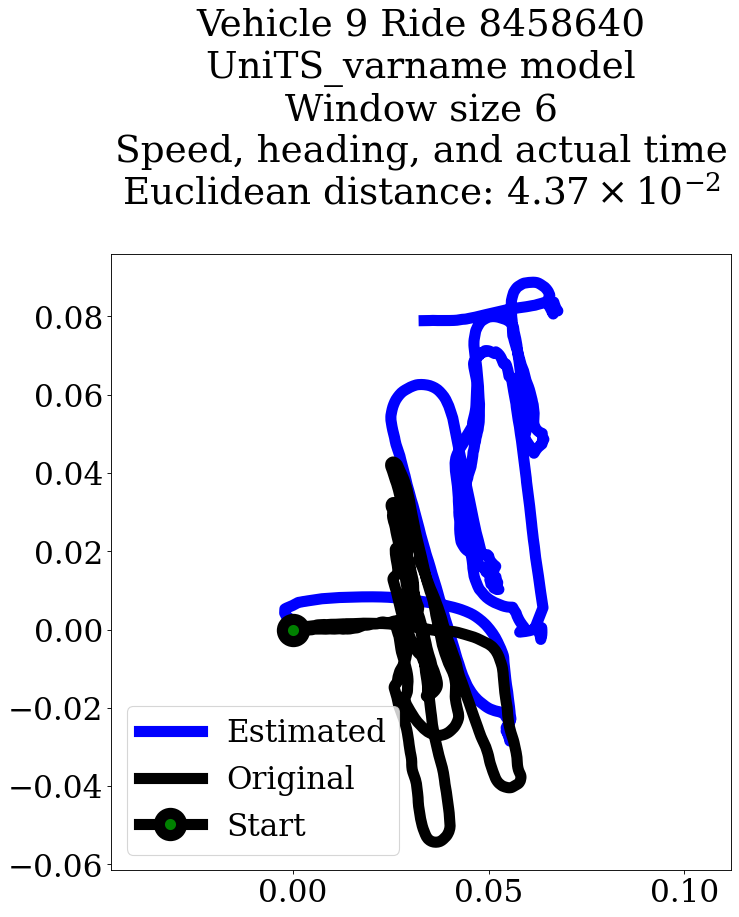 Vehicle 9 Ride 8458640
UniTS_varname model
Window size 6
Speed, heading, and actual time
Euclidean distance: 4.37 × 10⁻²
0.08
0.06
0.04
0.02
0.00
−0.02
−0.04
−0.06
Estimated
Original
Start
0.00 0.05 0.10